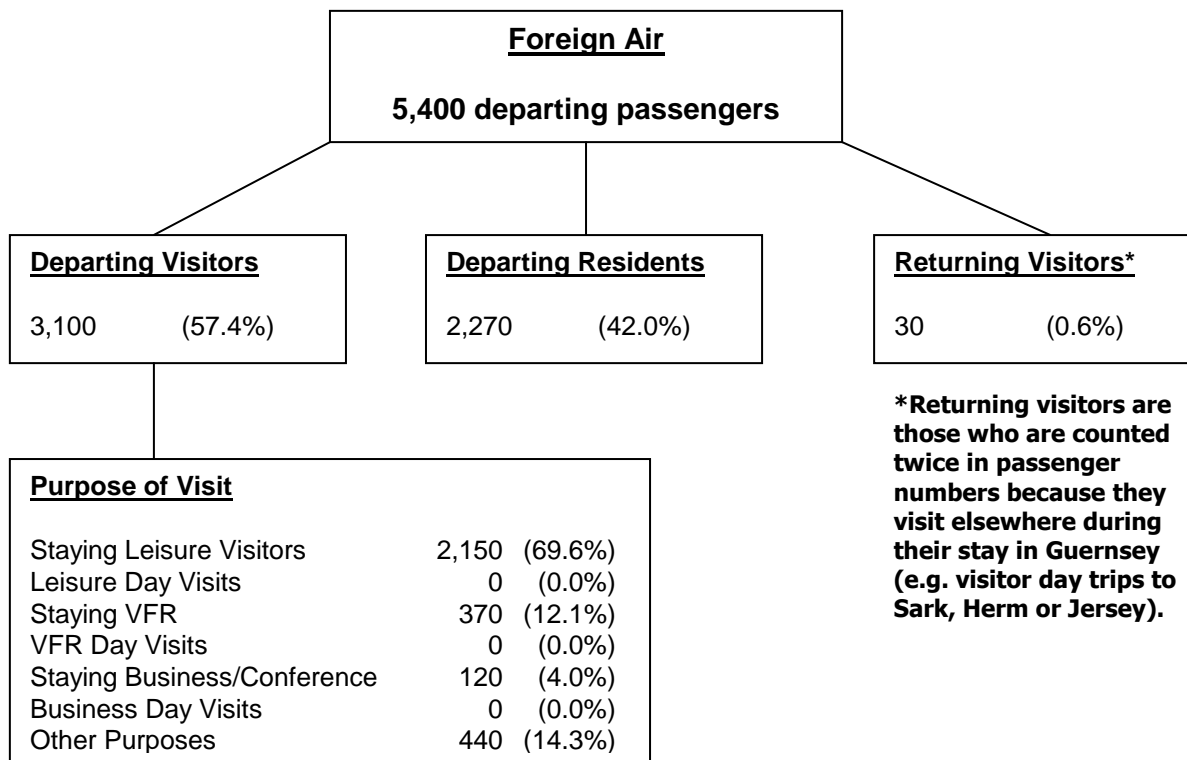 Foreign Air
5,400 departing passengers
Departing Visitors
3,100 (57.4%)
Departing Residents
2,270 (42.0%)
Returning Visitors*
30 (0.6%)
*Returning visitors are
those who are counted
twice in passenger
numbers because they
visit elsewhere during
their stay in Guernsey
(e.g. visitor day trips to
Sark, Herm or Jersey).
Purpose of Visit
Staying Leisure Visitors 2,150 (69.6%)
Leisure Day Visits 0 (0.0%)
Staying VFR 370 (12.1%)
VFR Day Visits 0 (0.0%)
Staying Business/Conference 120 (4.0%)
Business Day Visits 0 (0.0%)
Other Purposes 440 (14.3%)